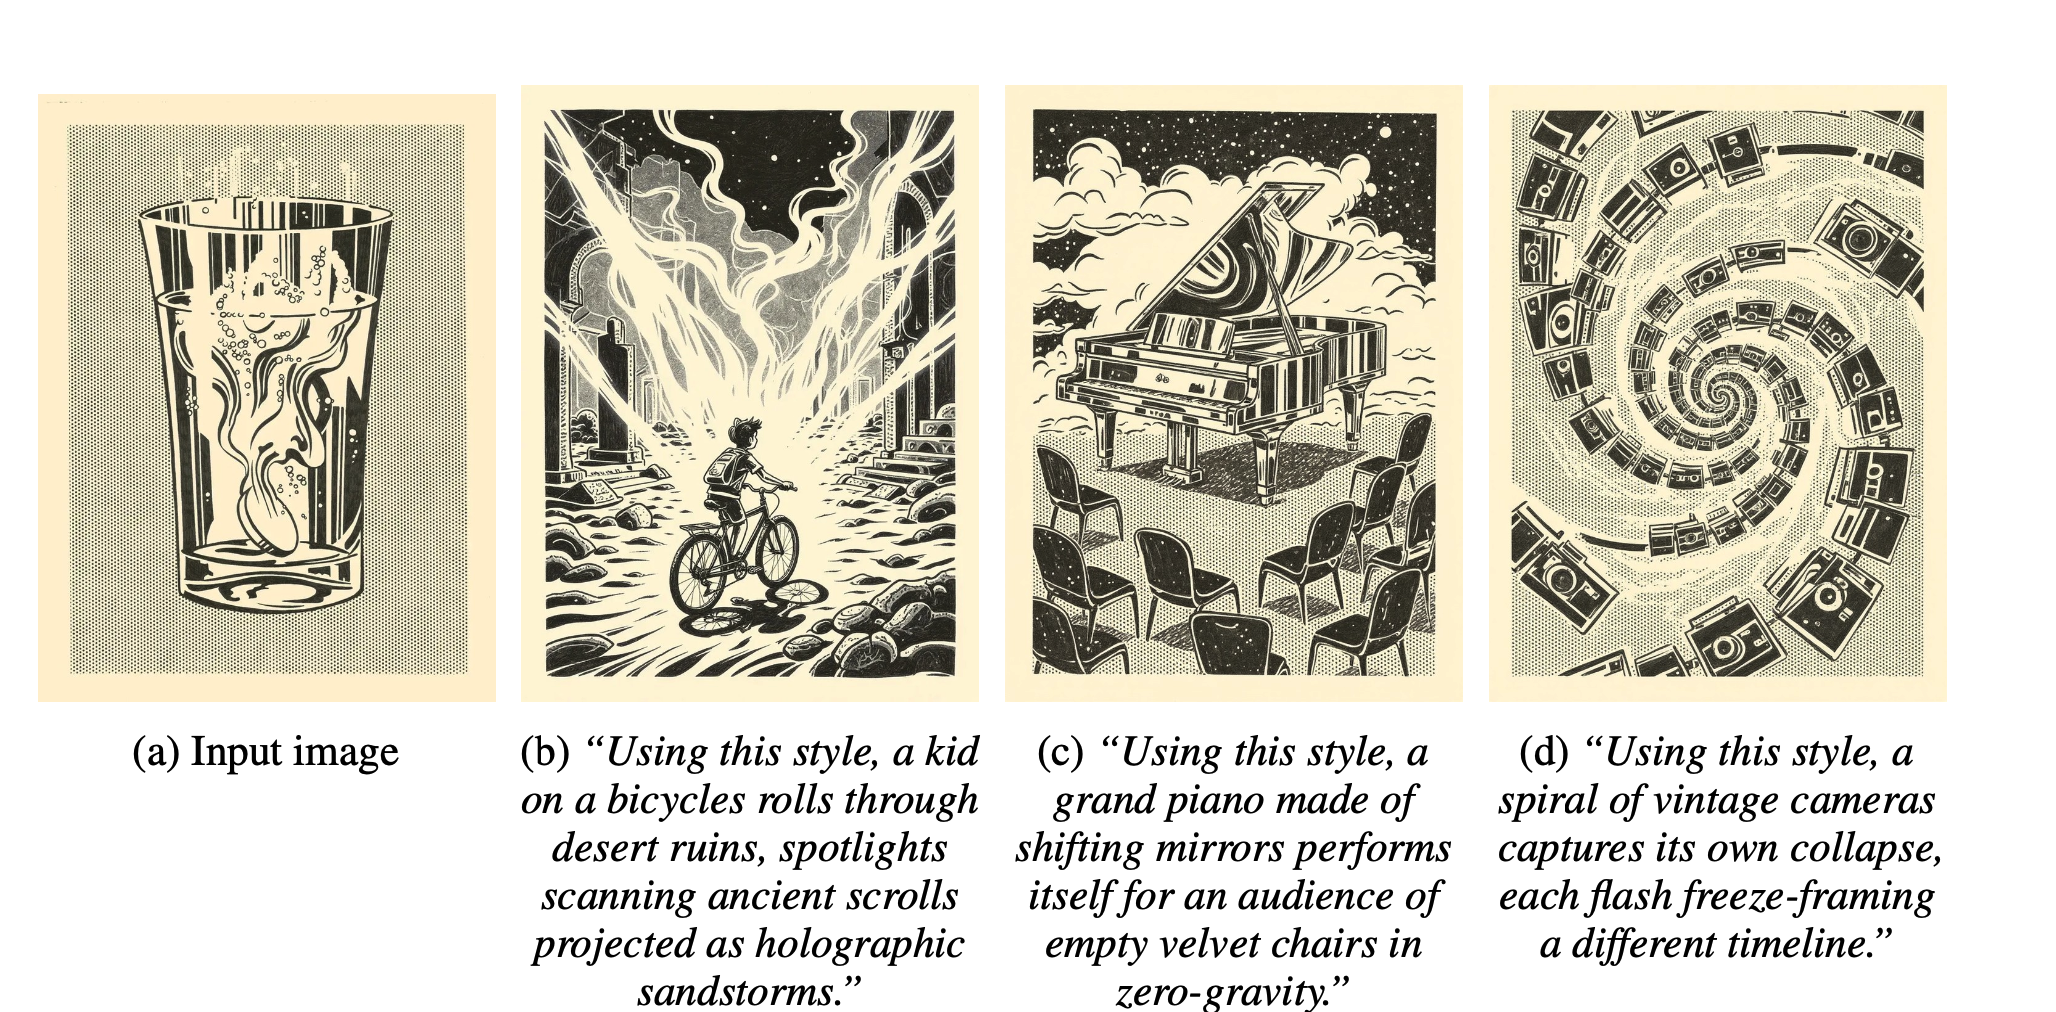 (a) Input image
(b) “Using this style, a kid
on a bicycles rolls through
desert ruins, spotlights
scanning ancient scrolls
projected as holographic
sandstorms.”
(c) “Using this style, a
grand piano made of
shifting mirrors performs
itself for an audience of
empty velvet chairs in
zero-gravity.”
(d) “Using this style, a
spiral of vintage cameras
captures its own collapse,
each flash freeze-framing
a different timeline.”